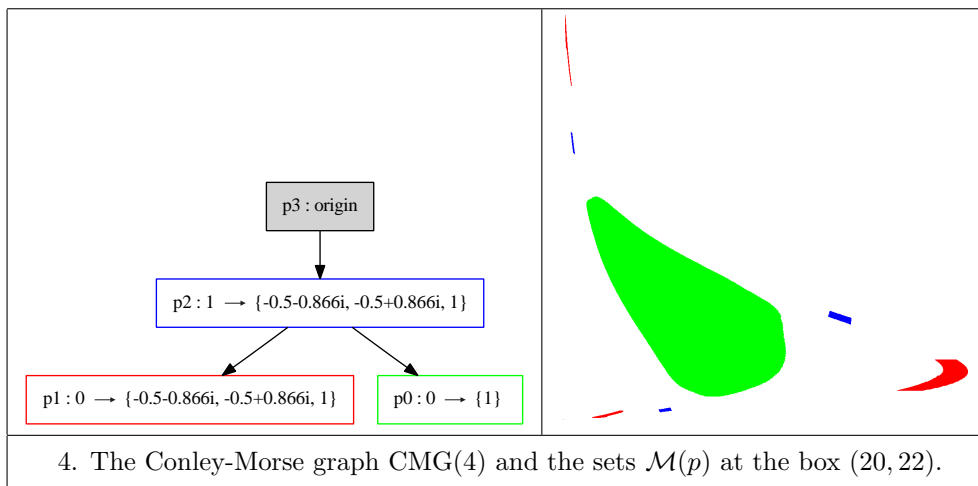 p3 : origin
p2 : 1 → {-0.5-0.866i, -0.5+0.866i, 1}
p1 : 0 → {-0.5-0.866i, -0.5+0.866i, 1}
p0 : 0 → {1}
4. The Conley-Morse graph CMG(4) and the sets ℳ(p) at the box (20, 22).